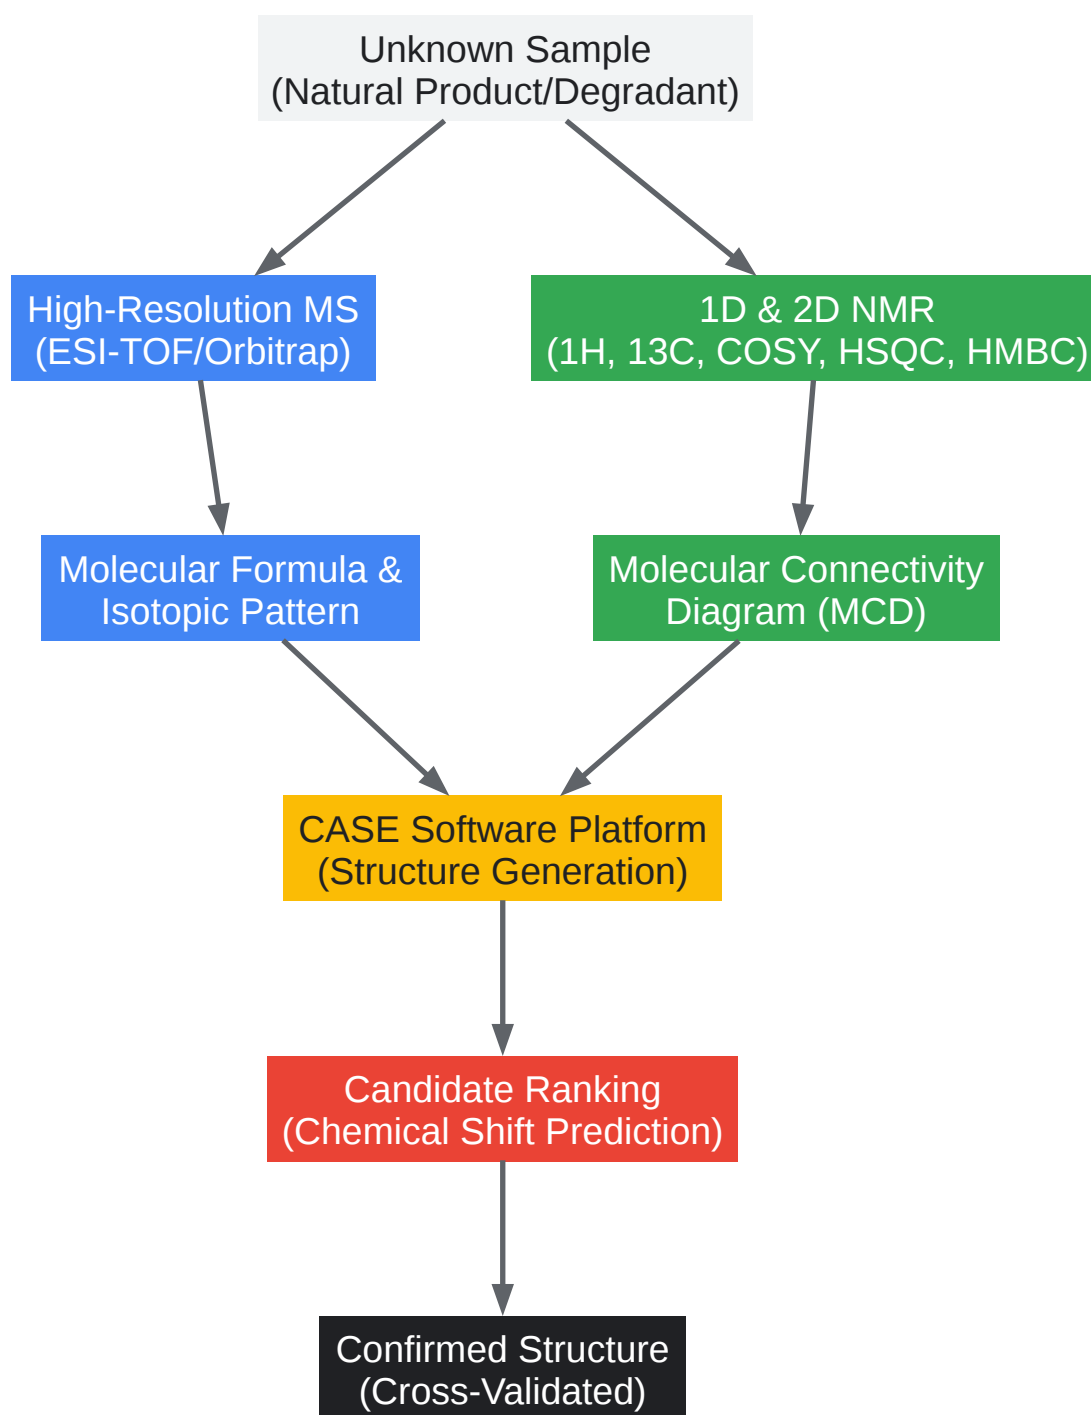 Unknown Sample
(Natural Product/Degradant)
High-Resolution MS
(ESI-TOF/Orbitrap)
1D & 2D NMR
(1H, 13C, COSY, HSQC, HMBC)
Molecular Formula &
Isotopic Pattern
Molecular Connectivity
Diagram (MCD)
CASE Software Platform
(Structure Generation)
Candidate Ranking
(Chemical Shift Prediction)
Confirmed Structure
(Cross-Validated)